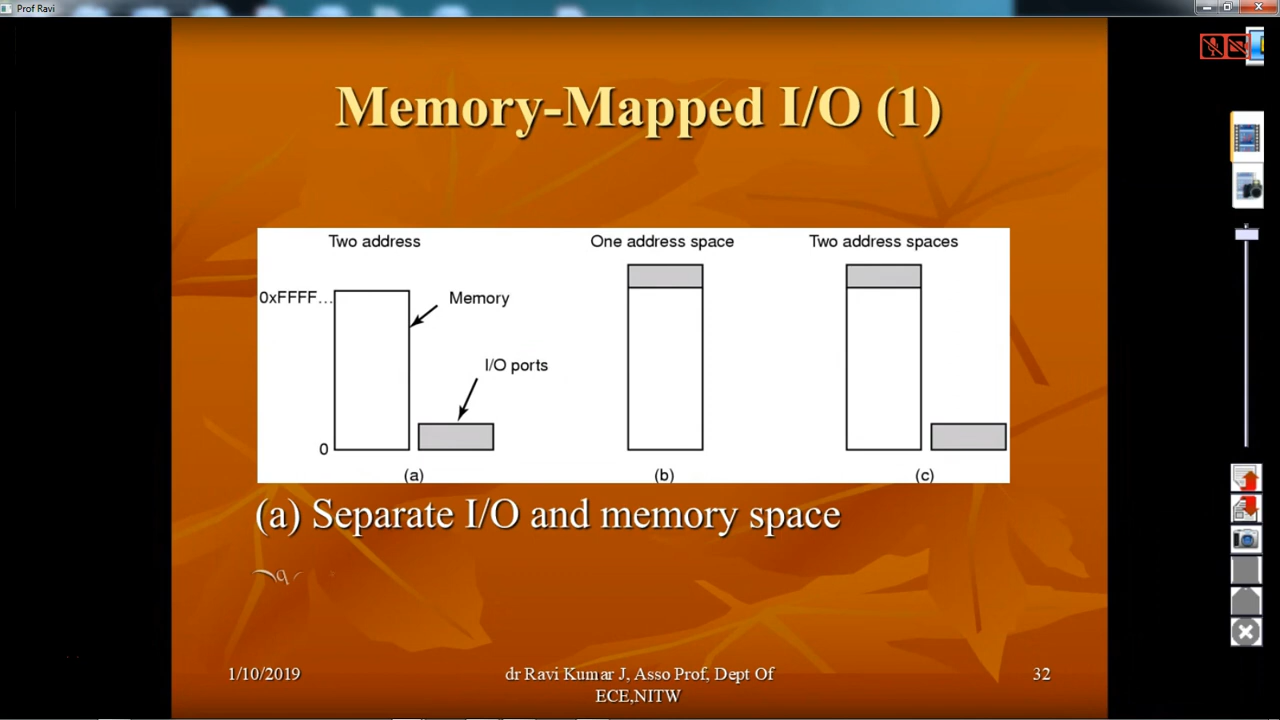 Prof Ravi
Memory-Mapped I/O (1)
Two address
One address space
Two address spaces
0xFFFF…
Memory
I/O ports
0
(a)
(b)
(c)
(a) Separate I/O and memory space
1/10/2019
dr Ravi Kumar J, Asso Prof, Dept Of
ECE,NITW
32